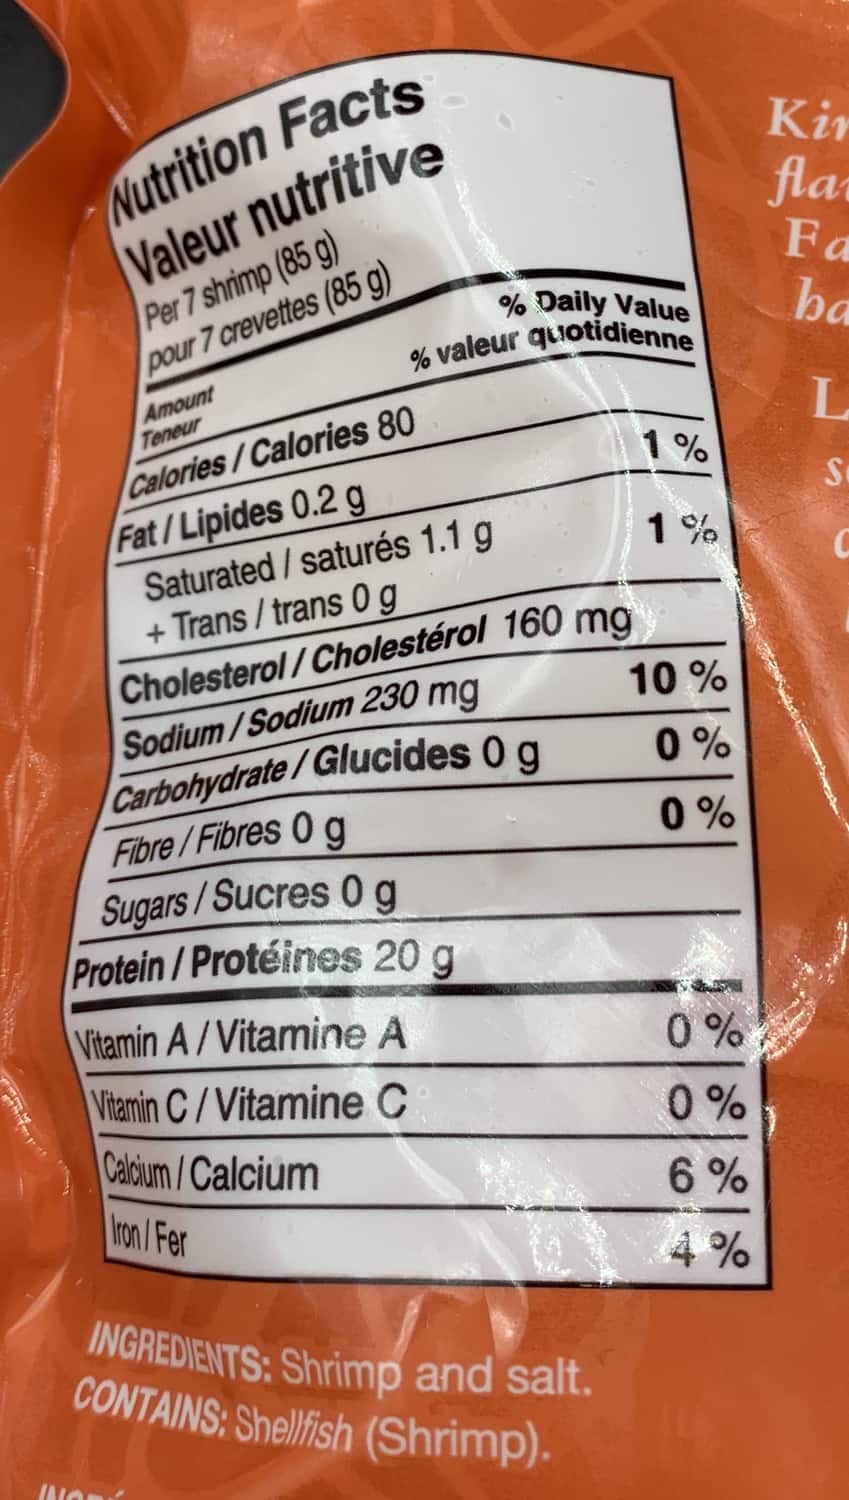 Nutrition Facts
Valeur nutritive
Per 7 shrimp (85 g)
pour 7 crevettes (85 g)
Amount
Teneur
% Daily Value
% valeur quotidienne
Calories / Calories 80
Fat / Lipides 0.2 g 1 %
Saturated / saturés 1.1 g
+ Trans / trans 0 g 1 %
Cholesterol / Cholestérol 160 mg
Sodium / Sodium 230 mg 10 %
Carbohydrate / Glucides 0 g 0 %
Fibre / Fibres 0 g 0 %
Sugars / Sucres 0 g
Protein / Protéines 20 g
Vitamin A / Vitamine A 0 %
Vitamin C / Vitamine C 0 %
Calcium / Calcium 6 %
Iron / Fer 4 %
INGREDIENTS: Shrimp and salt.
CONTAINS: Shellfish (Shrimp).